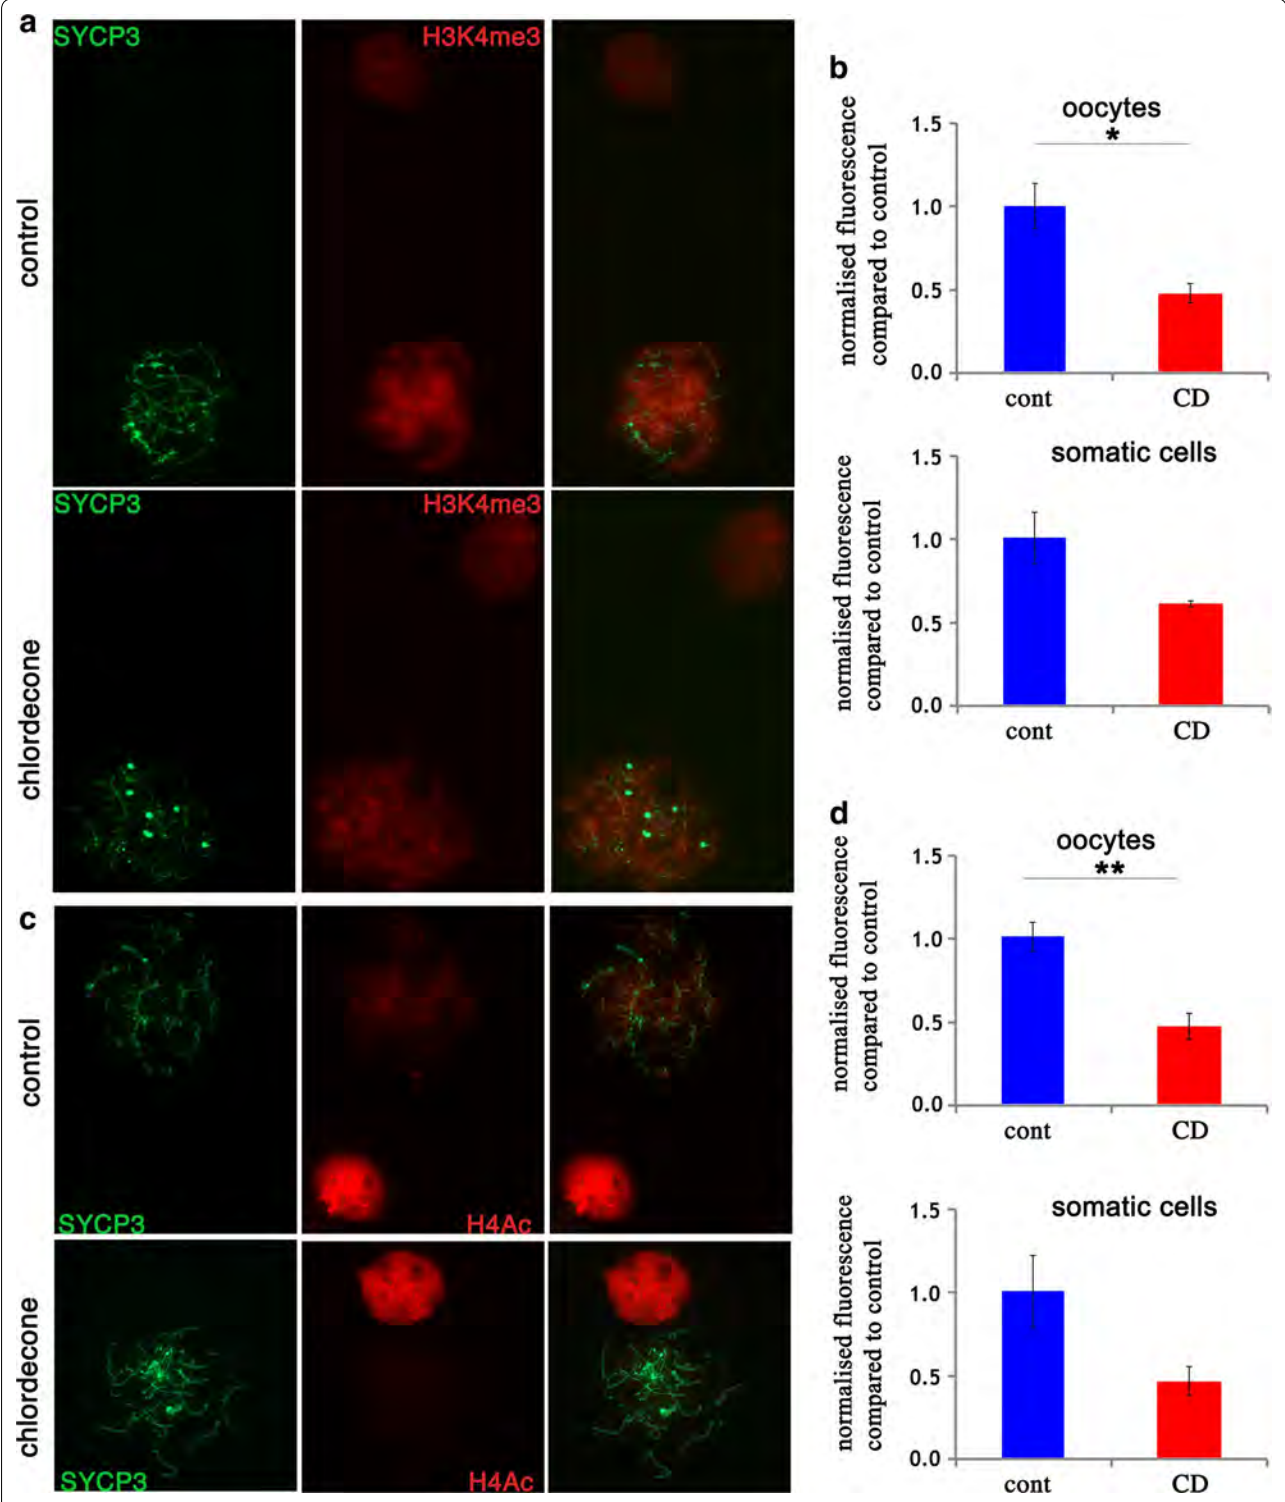 a
SYCP3
H3K4me3
control
SYCP3
H3K4me3
chlordecone
b
oocytes
*
normalised fluorescence
compared to control
1.5
1.0
0.5
0.0
cont
CD
somatic cells
normalised fluorescence
compared to control
1.5
1.0
0.5
0.0
cont
CD
c
control
SYCP3
H4Ac
chlordecone
SYCP3
H4Ac
d
oocytes
**
normalised fluorescence
compared to control
1.5
1.0
0.5
0.0
cont
CD
somatic cells
normalised fluorescence
compared to control
1.5
1.0
0.5
0.0
cont
CD